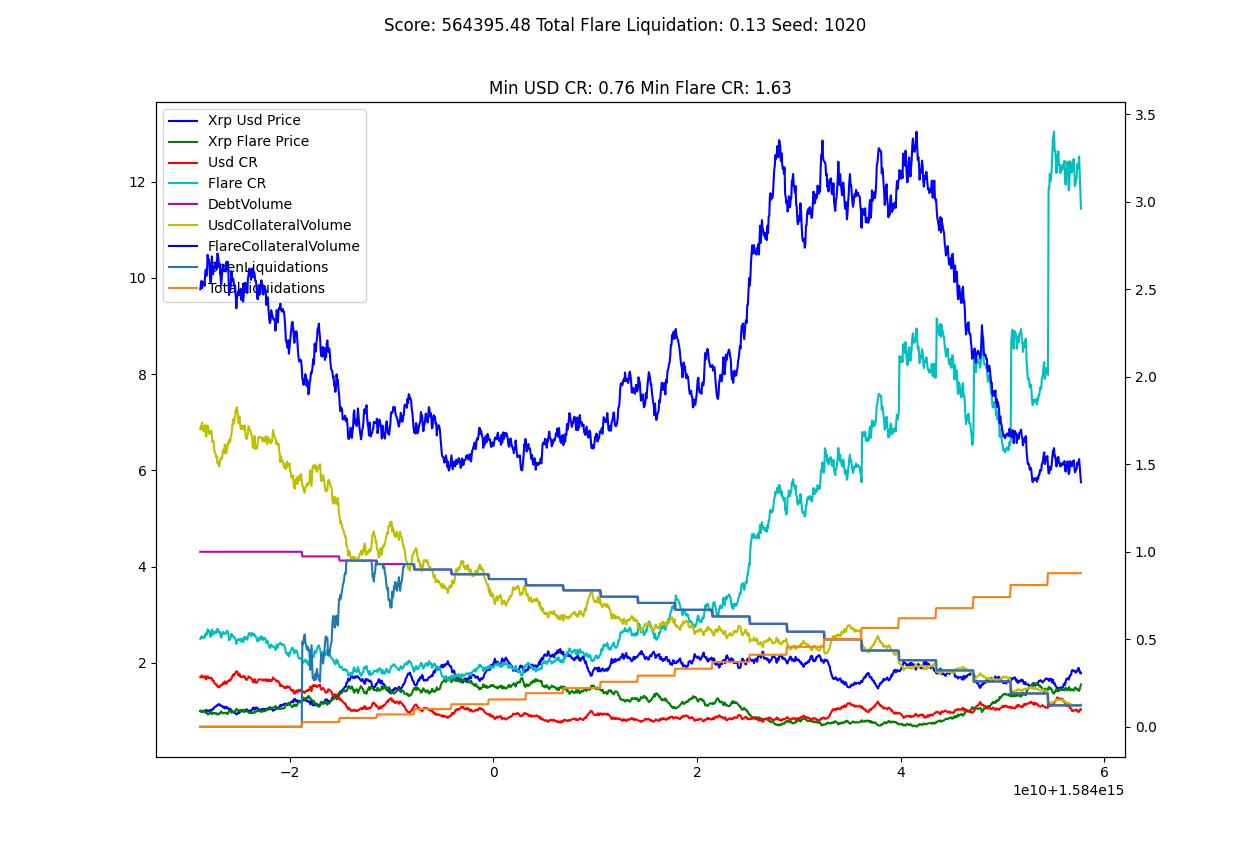 Score: 564395.48 Total Flare Liquidation: 0.13 Seed: 1020
Min USD CR: 0.76 Min Flare CR: 1.63
Xrp Usd Price
Xrp Flare Price
Usd CR
Flare CR
DebtVolume
UsdCollateralVolume
FlareCollateralVolume
OpenLiquidations
TotalLiquidations
12
10
8
6
4
2
3.5
3.0
2.5
2.0
1.5
1.0
0.5
0.0
−2
0
2
4
6
1e10+1.584e15